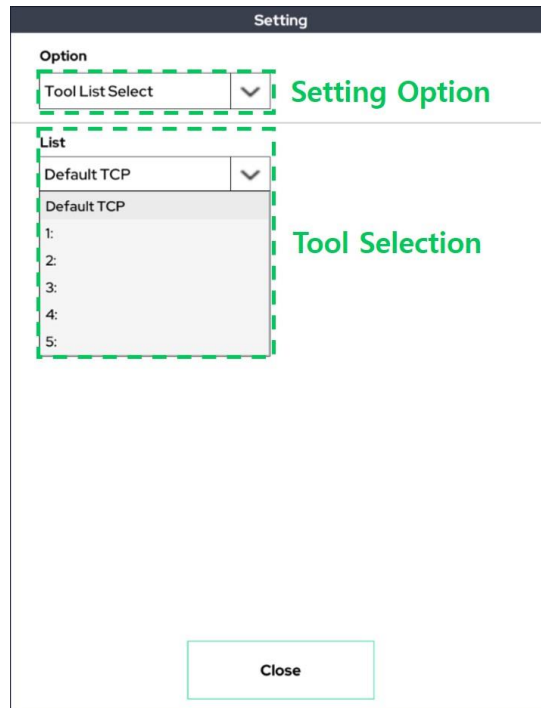 Setting
Option
Tool List Select
Setting Option
List
Default TCP
Default TCP
1:
2:
Tool Selection
3:
4:
5:
Close